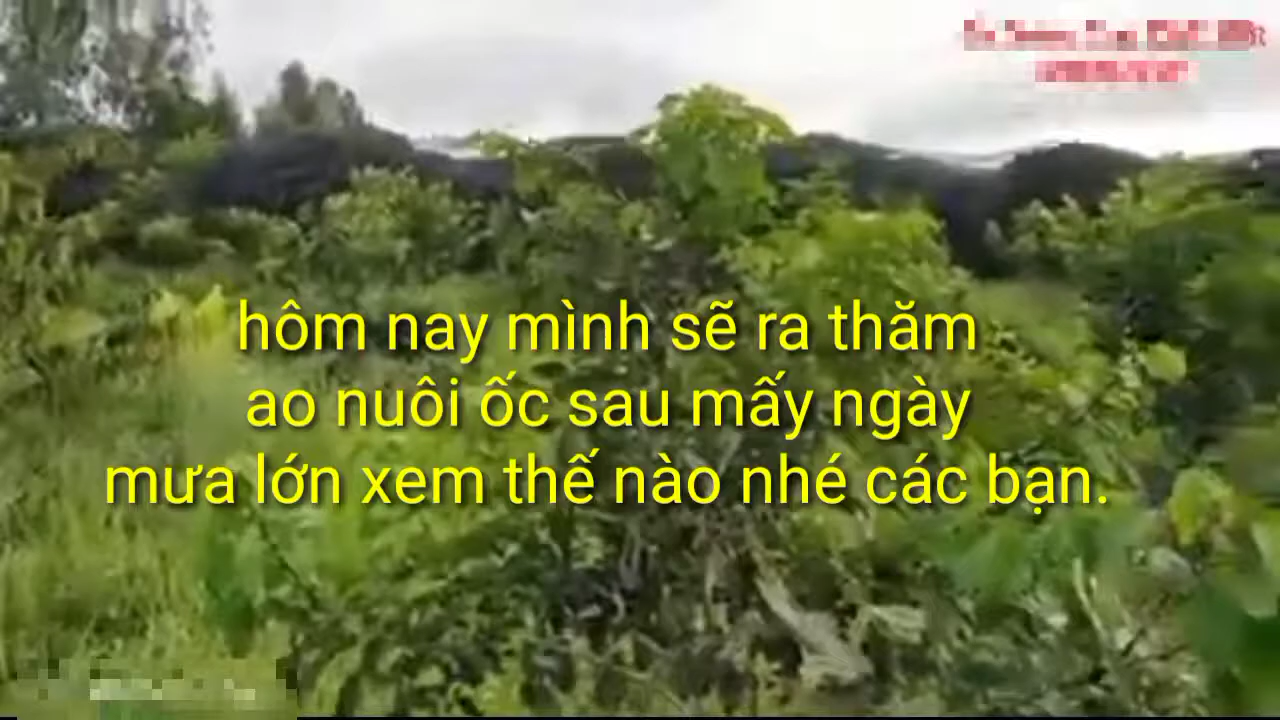 hôm nay mình sẽ ra thăm
ao nuôi ốc sau mấy ngày
mưa lớn xem thế nào nhé các bạn.